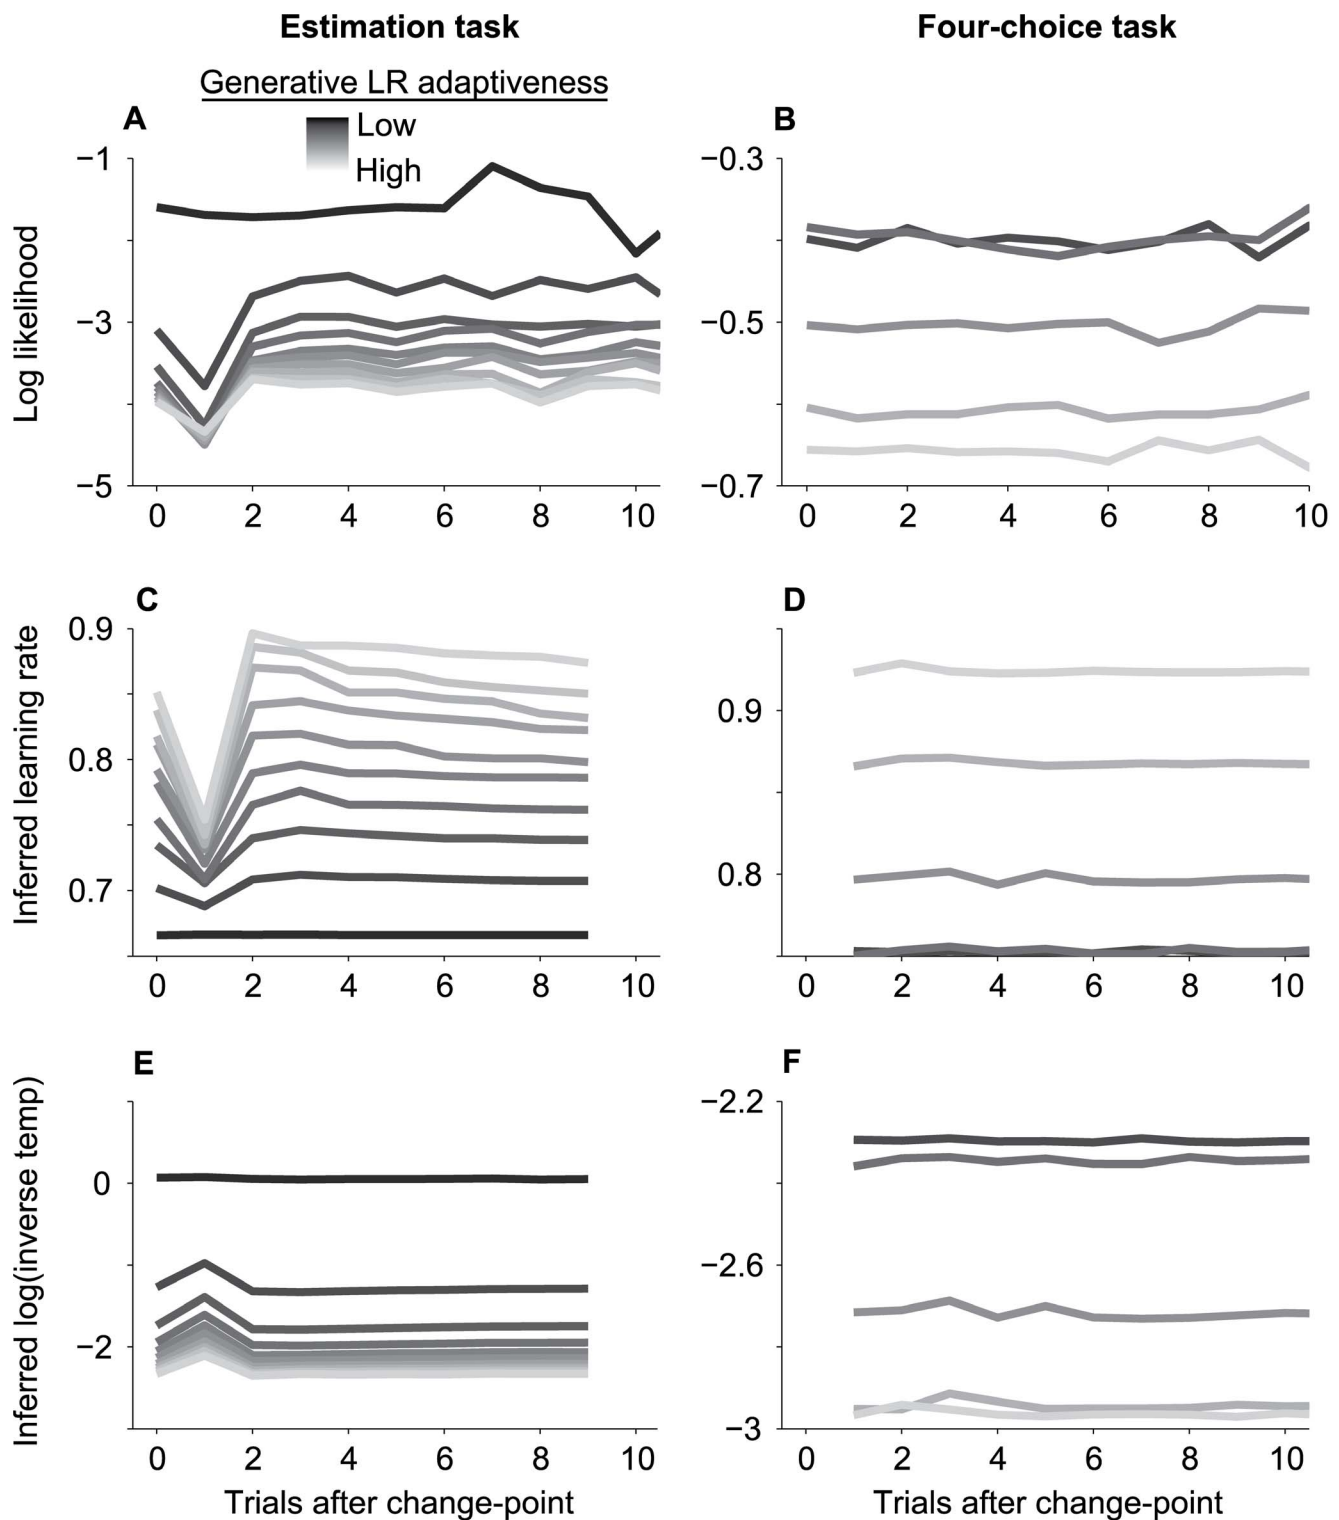 Estimation task
Four-choice task
Generative LR adaptiveness
Low
High
A
−1
−3
−5
Log likelihood
0 2 4 6 8 10
B
−0.3
−0.5
−0.7
0 2 4 6 8 10
C
0.9
0.8
0.7
Inferred learning rate
0 2 4 6 8 10
D
0.9
0.8
0 2 4 6 8 10
E
0
−2
Inferred log(inverse temp)
0 2 4 6 8 10
Trials after change-point
F
−2.2
−2.6
−3
0 2 4 6 8 10
Trials after change-point